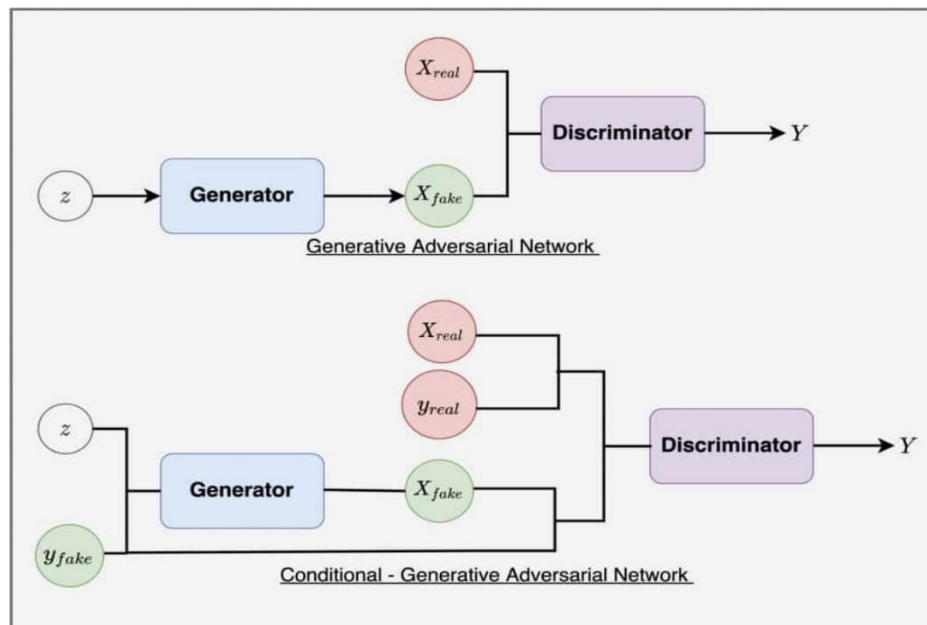 X_real
Discriminator
Y
z
Generator
X_fake
Generative Adversarial Network
X_real
y_real
z
Discriminator
Y
Generator
X_fake
y_fake
Conditional - Generative Adversarial Network